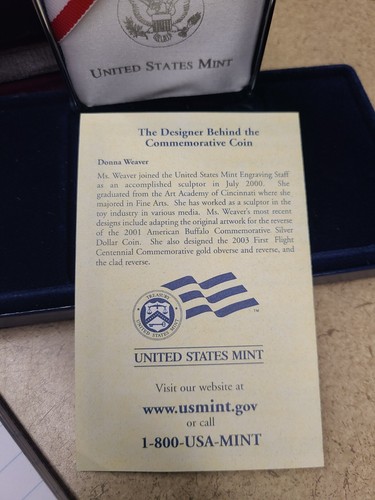 UNITED STATES MINT
The Designer Behind the
Commemorative Coin
Donna Weaver
Ms. Weaver joined the United States Mint Engraving Staff
as an accomplished sculptor in July 2000. She
graduated from the Art Academy of Cincinnati where she
majored in Fine Arts. She has worked as a sculptor in the
toy industry in various media. Ms. Weaver's most recent
designs include adapting the original artwork for the reverse
of the 2001 American Buffalo Commemorative Silver
Dollar Coin. She also designed the 2003 First Flight
Centennial Commemorative gold obverse and reverse, and
the clad reverse.
TREASURY
UNITED STATES MINT
TM
UNITED STATES MINT
Visit our website at
www.usmint.gov
or call
1-800-USA-MINT